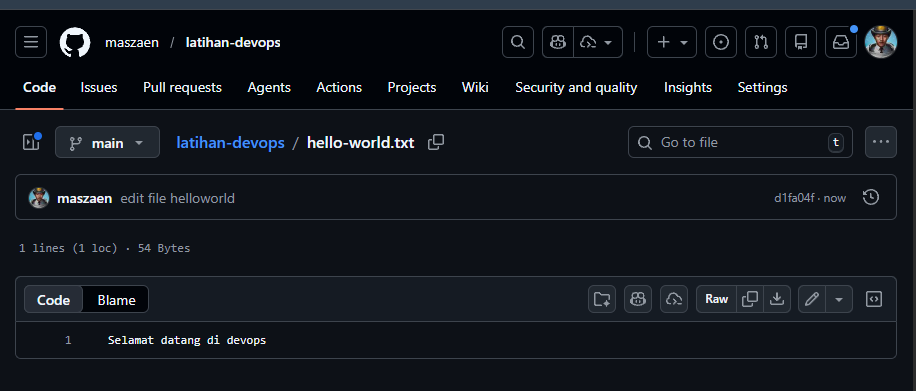 maszaen / latihan-devops
Code Issues Pull requests Agents Actions Projects Wiki Security and quality Insights Settings
main latihan-devops / hello-world.txt Go to file t
maszaen edit file helloworld d1fa04f · now
1 lines (1 loc) · 54 Bytes
Code Blame Raw
1 Selamat datang di devops